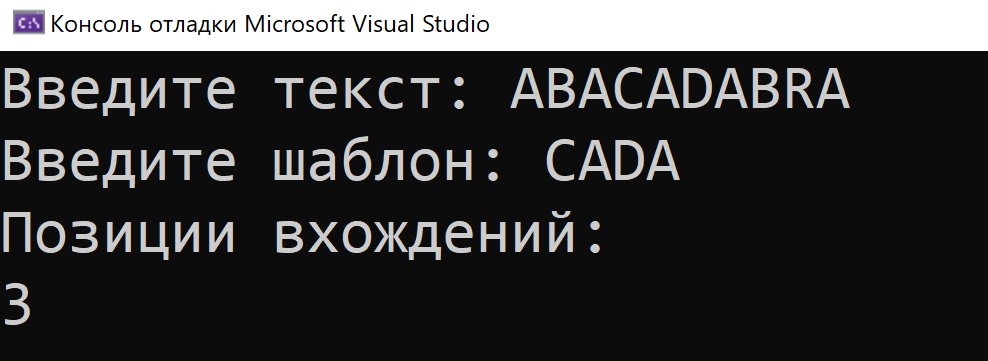 Консоль отладки Microsoft Visual Studio
Введите текст: ABACADABRA
Введите шаблон: CADA
Позиции вхождений:
3